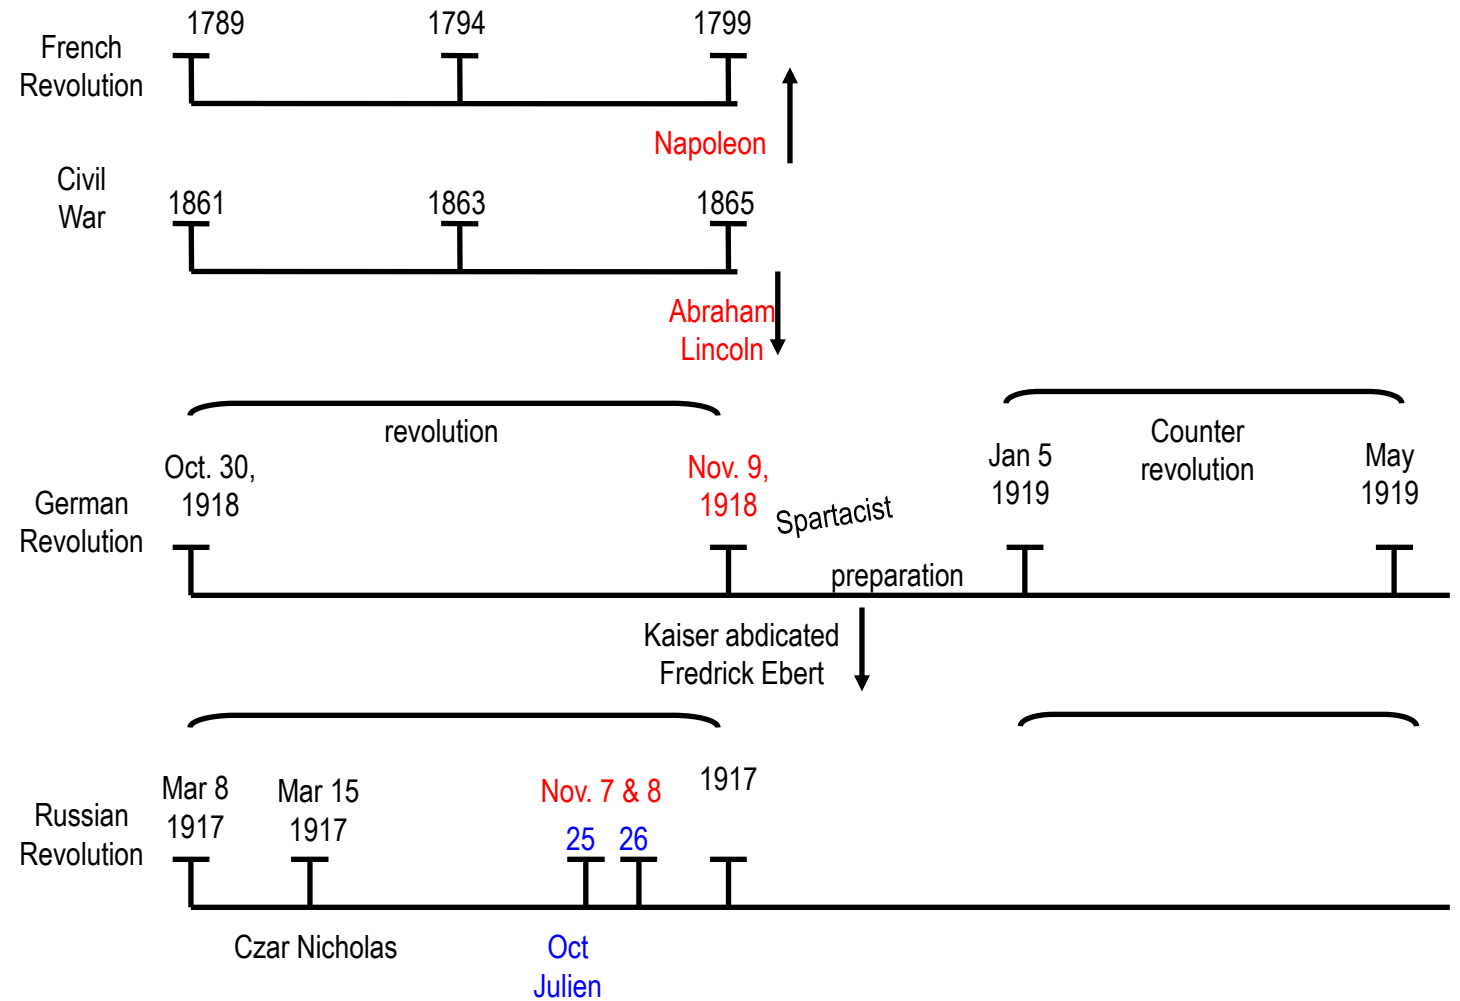 1789
1794
1799
French
Revolution
Napoleon
Civil
War
1861
1863
1865
Abraham
Lincoln
revolution
Counter
revolution
Oct. 30,
1918
Nov. 9,
1918
Spartacist
Jan 5
1919
May
1919
German
Revolution
preparation
Kaiser abdicated
Fredrick Ebert
Mar 8
1917
Mar 15
1917
Nov. 7 & 8
1917
25
26
Russian
Revolution
Czar Nicholas
Oct
Julien